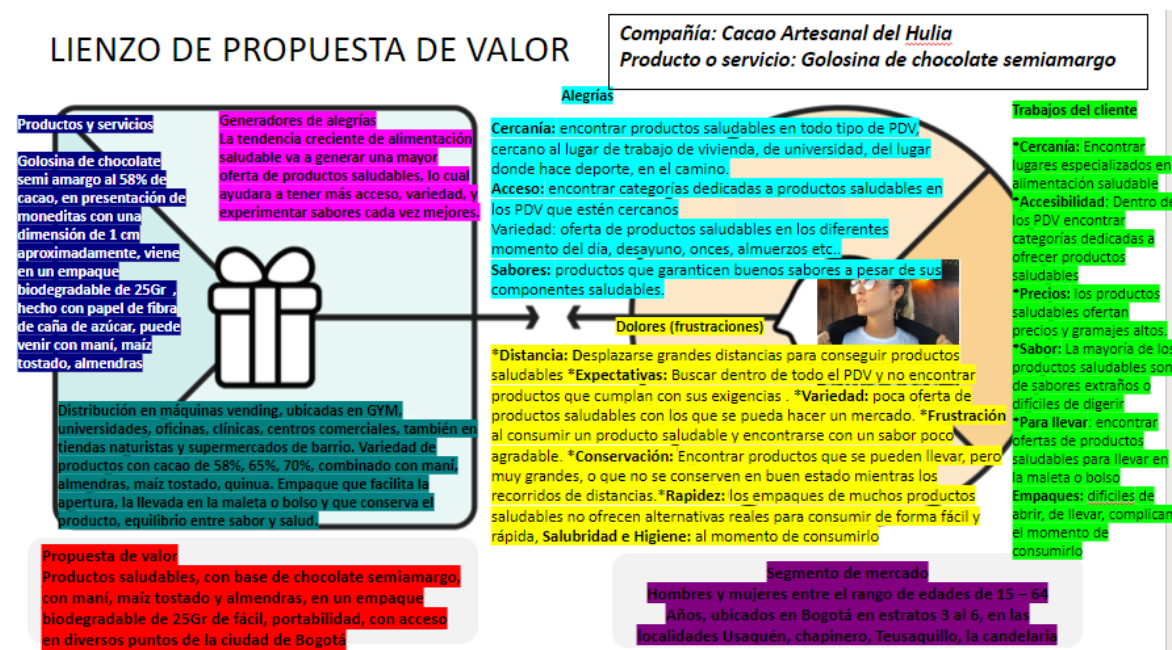 LIENZO DE PROPUESTA DE VALOR
Compañía: Cacao Artesanal del Hulia
Producto o servicio: Golosina de chocolate semiamargo
Productos y servicios
Golosina de chocolate
semi amargo al 58% de
cacao, en presentación de
moneditas con una
dimensión de 1 cm
aproximadamente, viene
en un empaque
biodegradable de 25Gr ,
hecho con papel de fibra
de caña de azúcar, puede
venir con maní, maíz
tostado, almendras
Generadores de alegrías
La tendencia creciente de alimentación
saludable va a generar una mayor
oferta de productos saludables, lo cual
ayudara a tener más acceso, variedad, y
experimentar sabores cada vez mejores.
Distribución en máquinas vending, ubicadas en GYM,
universidades, oficinas, clínicas, centros comerciales, también en
tiendas naturistas y supermercados de barrio. Variedad de
productos con cacao de 58%, 65%, 70%, combinado con maní,
almendras, maíz tostado, quinua. Empaque que facilita la
apertura, la llevada en la maleta o bolso y que conserva el
producto, equilibrio entre sabor y salud.
Propuesta de valor
Productos saludables, con base de chocolate semiamargo,
con maní, maíz tostado y almendras, en un empaque
biodegradable de 25Gr de fácil, portabilidad, con acceso
en diversos puntos de la ciudad de Bogotá
Alegrías
Cercanía: encontrar productos saludables en todo tipo de PDV,
cercano al lugar de trabajo de vivienda, de universidad, del lugar
donde hace deporte, en el camino.
Acceso: encontrar categorías dedicadas a productos saludables en
los PDV que estén cercanos
Variedad: oferta de productos saludables en los diferentes
momento del día, desayuno, onces, almuerzos etc..
Sabores: productos que garanticen buenos sabores a pesar de sus
componentes saludables.
Dolores (frustraciones)
*Distancia: Desplazarse grandes distancias para conseguir productos
saludables *Expectativas: Buscar dentro de todo el PDV y no encontrar
productos que cumplan con sus exigencias . *Variedad: poca oferta de
productos saludables con los que se pueda hacer un mercado. *Frustración
al consumir un producto saludable y encontrarse con un sabor poco
agradable. *Conservación: Encontrar productos que se pueden llevar, pero
muy grandes, o que no se conserven en buen estado mientras los
recorridos de distancias.*Rapidez: los empaques de muchos productos
saludables no ofrecen alternativas reales para consumir de forma fácil y
rápida, Salubridad e Higiene: al momento de consumirlo
Trabajos del cliente
*Cercanía: Encontrar
lugares especializados en
alimentación saludable
*Accesibilidad: Dentro de
los PDV encontrar
categorías dedicadas a
ofrecer productos
saludables
*Precios: los productos
saludables ofertan
precios y gramajes altos.
*Sabor: La mayoría de los
productos saludables son
de sabores extraños o
difíciles de digerir
*Para llevar: encontrar
ofertas de productos
saludables para llevar en
la maleta o bolso
Empaques: difíciles de
abrir, de llevar, complican
el momento de
consumirlo
Segmento de mercado
Hombres y mujeres entre el rango de edades de 15 – 64
Años, ubicados en Bogotá en estratos 3 al 6, en las
localidades Usaquén, chapinero, Teusaquillo, la candelaria